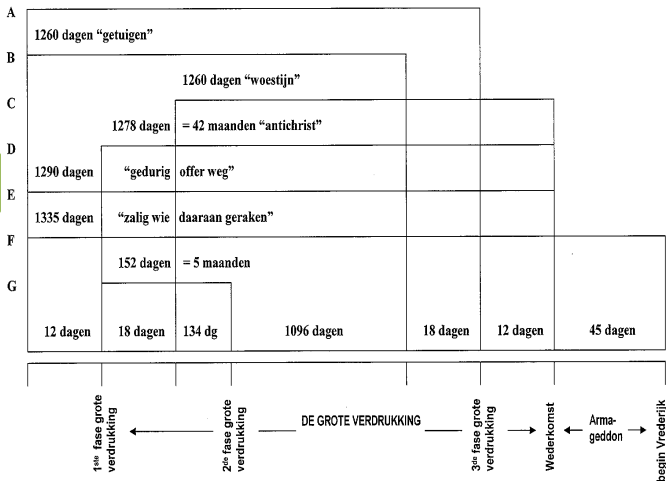 A
1260 dagen “getuigen”
B
1260 dagen “woestijn”
C
1278 dagen = 42 maanden “antichrist”
D
1290 dagen “gedurig offer weg”
E
1335 dagen “zalig wie daaraan geraken”
F
152 dagen = 5 maanden
G
12 dagen 18 dagen 134 dg 1096 dagen 18 dagen 12 dagen 45 dagen
1ste fase grote
verdrukking
2de fase grote
verdrukking
DE GROTE VERDRUKKING
3de fase grote
verdrukking
Wederkomst
Arma-
geddon
begin Vrederijk